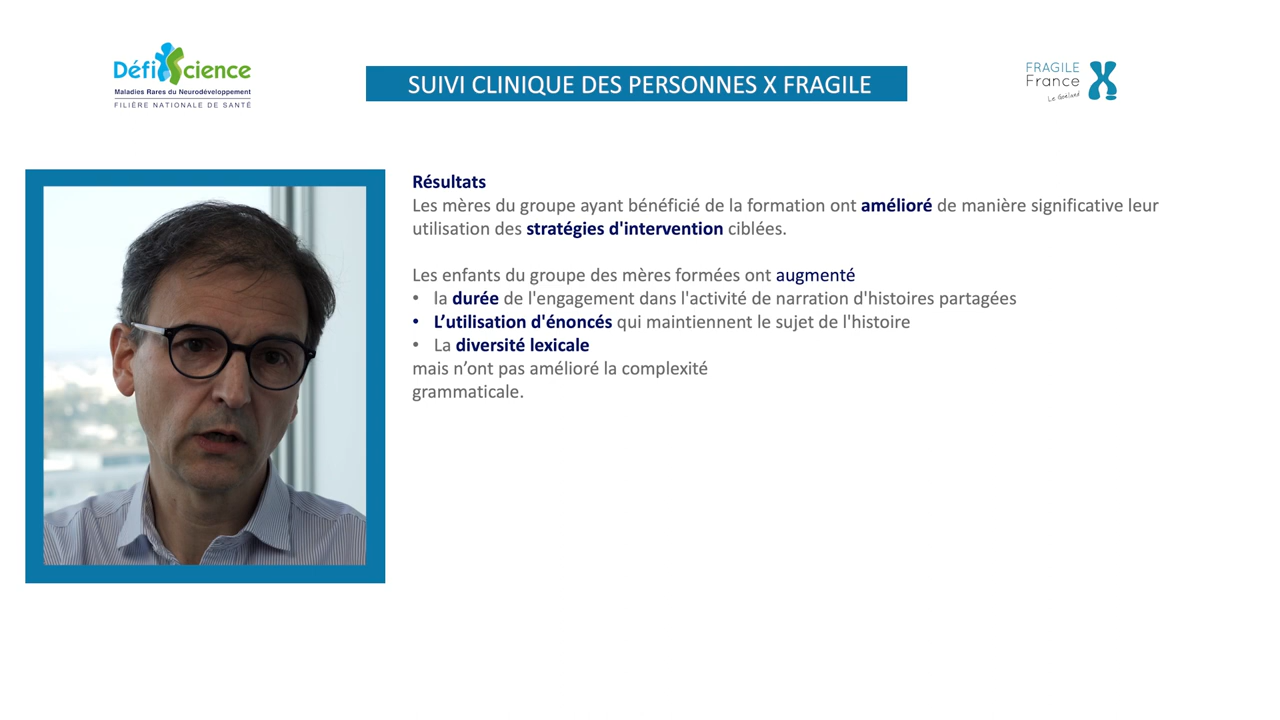 DéfiScience
Maladies Rares du Neurodéveloppement
FILIÈRE NATIONALE DE SANTÉ
SUIVI CLINIQUE DES PERSONNES X FRAGILE
FRAGILE
France
Le Goéland
X
Résultats
Les mères du groupe ayant bénéficié de la formation ont amélioré de manière significative leur
utilisation des stratégies d'intervention ciblées.
Les enfants du groupe des mères formées ont augmenté
• la durée de l'engagement dans l'activité de narration d'histoires partagées
• L’utilisation d'énoncés qui maintiennent le sujet de l'histoire
• La diversité lexicale
mais n’ont pas amélioré la complexité
grammaticale.